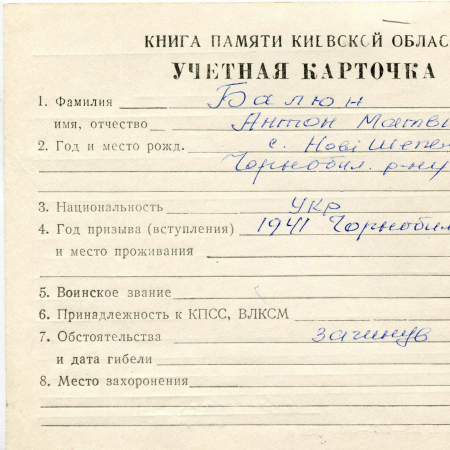 КНИГА ПАМЯТИ КИЕВСКОЙ ОБЛАС
УЧЕТНАЯ КАРТОЧКА
1. Фамилия Балюн
имя, отчество Антон Матві
2. Год и место рожд. с. Нові Шепел
Чорнобил. р-ну
3. Национальность укр
4. Год призыва (вступления) 1941 Чорнобил
и место проживания
5. Воинское звание
6. Принадлежность к КПСС, ВЛКСМ
7. Обстоятельства загинув
и дата гибели
8. Место захоронения